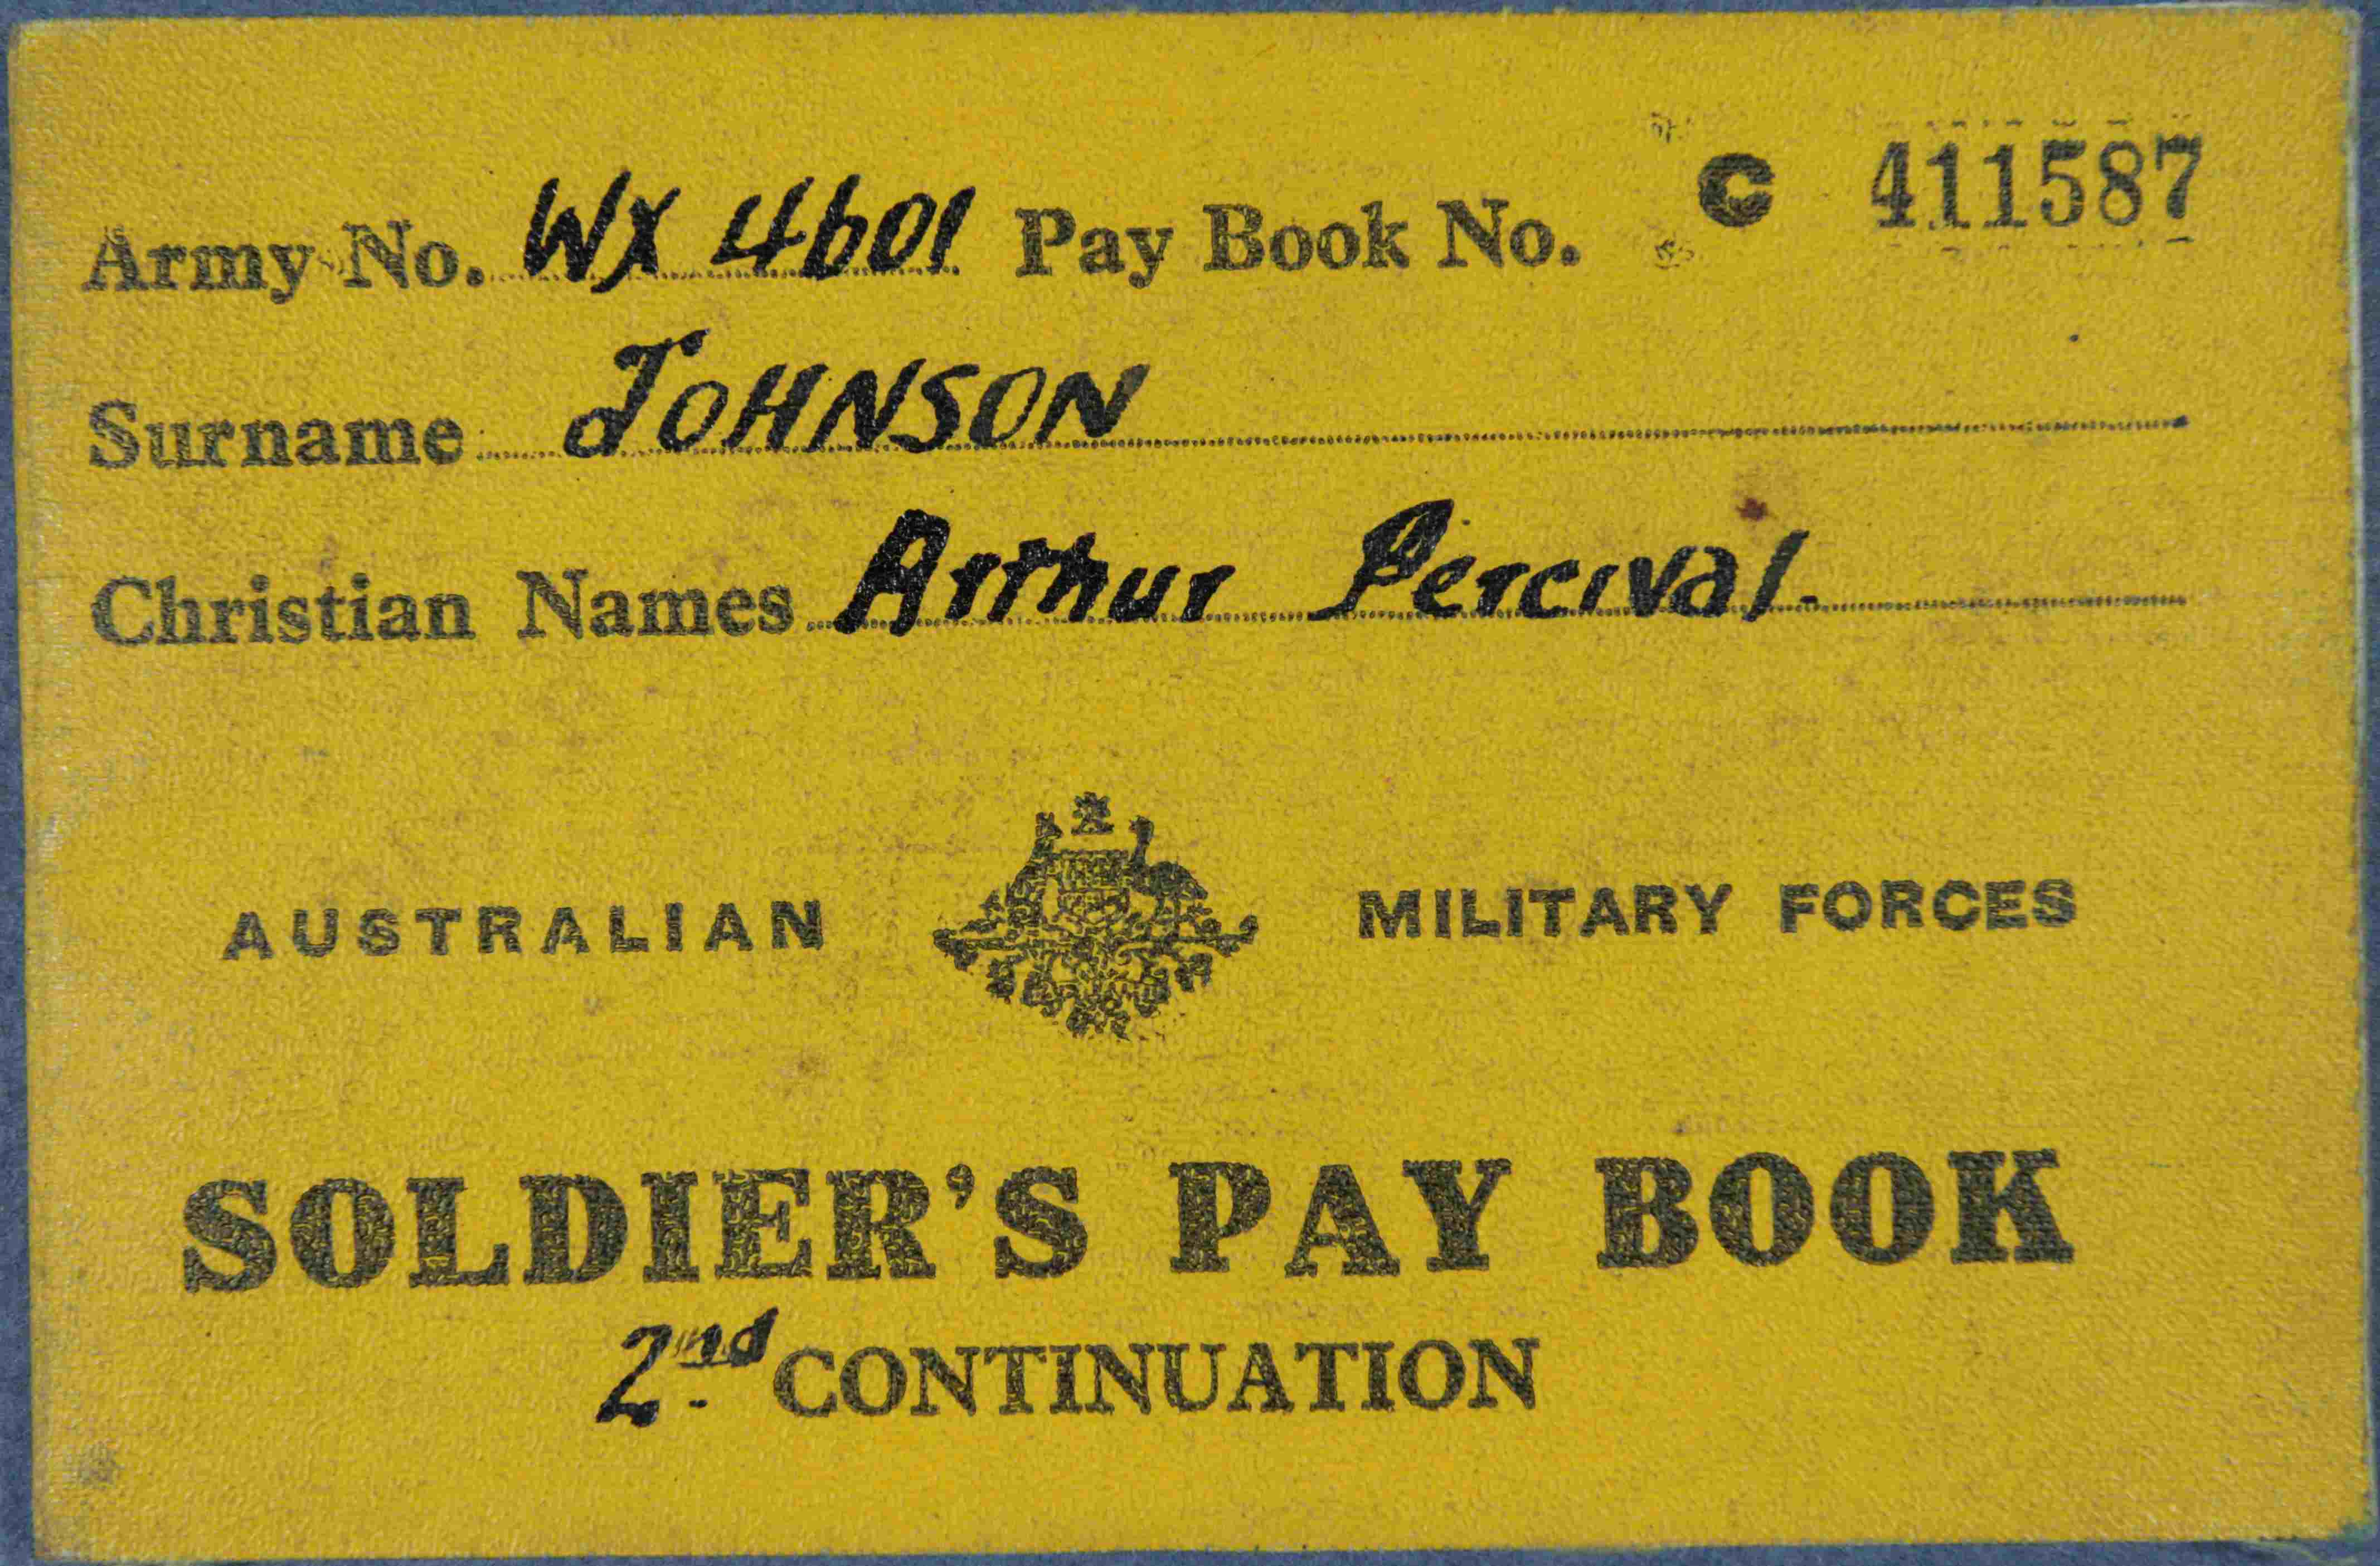 Army No. WX 4601 Pay Book No. C 411587
Surname JOHNSON
Christian Names Arthur Percival.
AUSTRALIAN MILITARY FORCES
SOLDIER'S PAY BOOK
2nd CONTINUATION